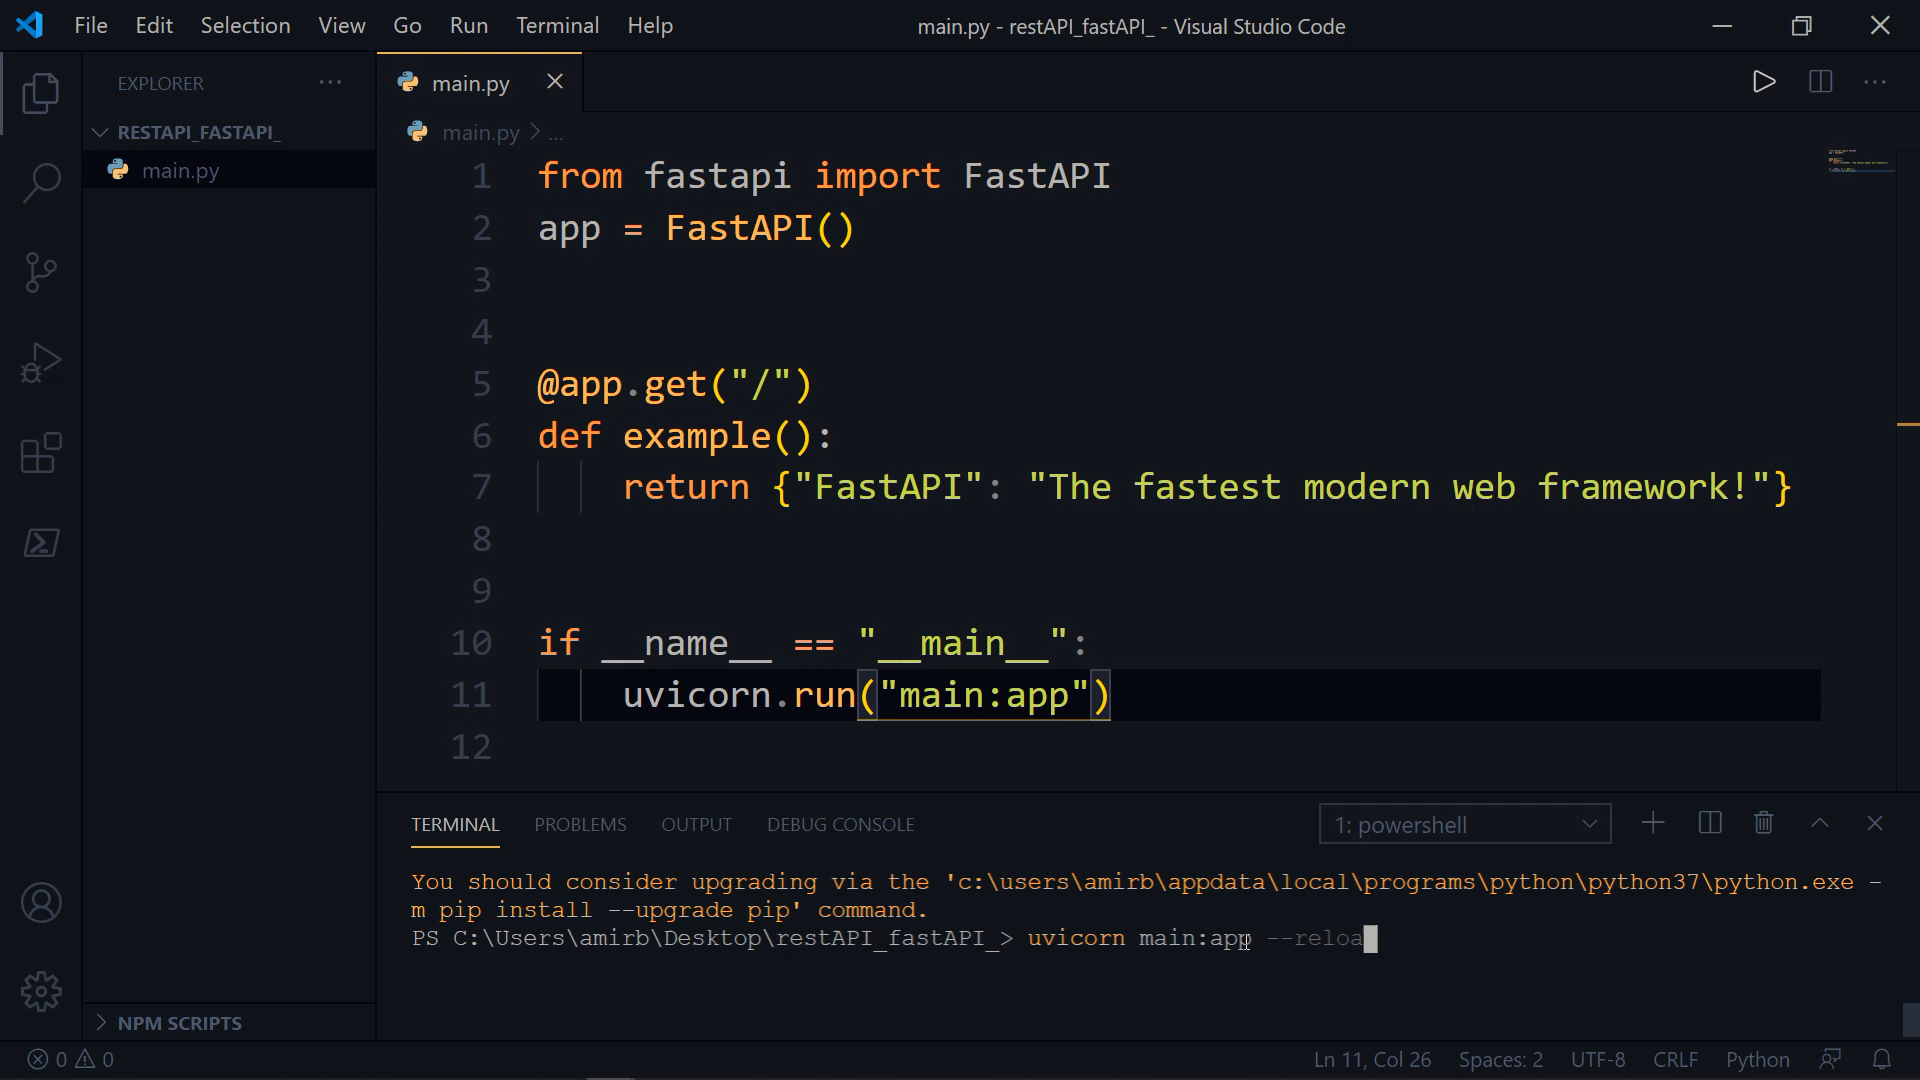 File Edit Selection View Go Run Terminal Help
main.py - restAPI_fastAPI_ - Visual Studio Code
EXPLORER ...
RESTAPI_FASTAPI_
main.py
main.py
main.py > ...
1 from fastapi import FastAPI
2 app = FastAPI()
3
4
5 @app.get("/")
6 def example():
7     return {"FastAPI": "The fastest modern web framework!"}
8
9
10 if __name__ == "__main__":
11     uvicorn.run("main:app")
12
TERMINAL PROBLEMS OUTPUT DEBUG CONSOLE
1: powershell
You should consider upgrading via the 'c:\users\amirb\appdata\local\programs\python\python37\python.exe -
m pip install --upgrade pip' command.
PS C:\Users\amirb\Desktop\restAPI_fastAPI_> uvicorn main:app --reloa
NPM SCRIPTS
0 0
Ln 11, Col 26 Spaces: 2 UTF-8 CRLF Python